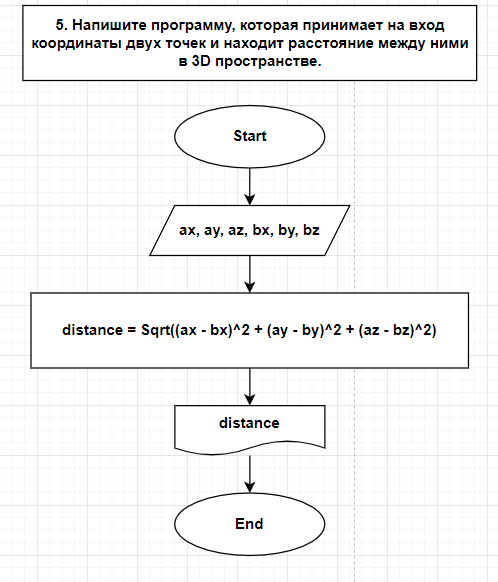 5. Напишите программу, которая принимает на вход
координаты двух точек и находит расстояние между ними
в 3D пространстве.
Start
ax, ay, az, bx, by, bz
distance = Sqrt((ax - bx)^2 + (ay - by)^2 + (az - bz)^2)
distance
End